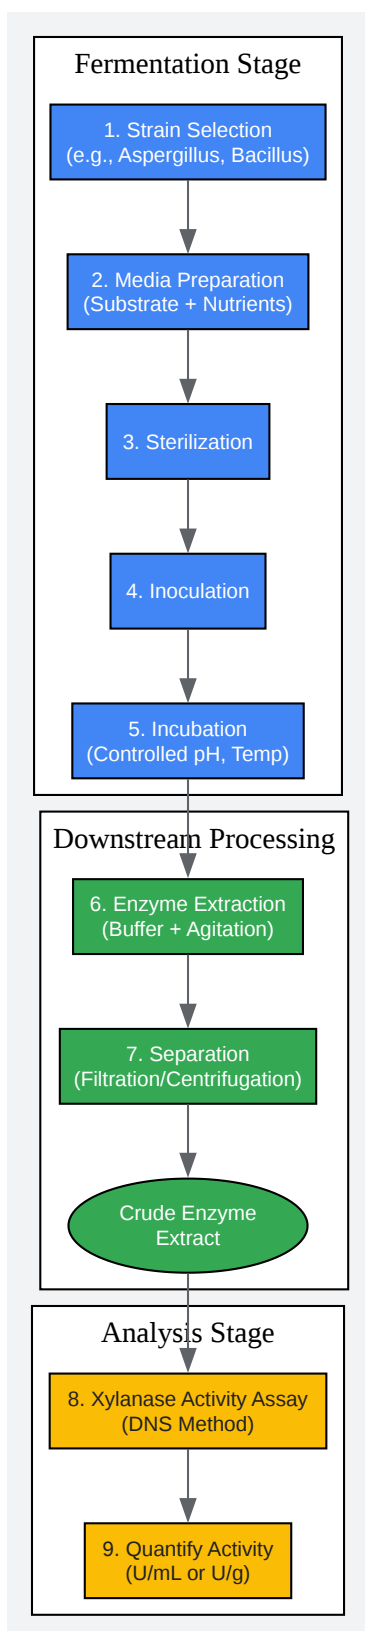 Fermentation Stage
1. Strain Selection
(e.g., Aspergillus, Bacillus)
2. Media Preparation
(Substrate + Nutrients)
3. Sterilization
4. Inoculation
5. Incubation
(Controlled pH, Temp)
Downstream Processing
6. Enzyme Extraction
(Buffer + Agitation)
7. Separation
(Filtration/Centrifugation)
Crude Enzyme
Extract
Analysis Stage
8. Xylanase Activity Assay
(DNS Method)
9. Quantify Activity
(U/mL or U/g)